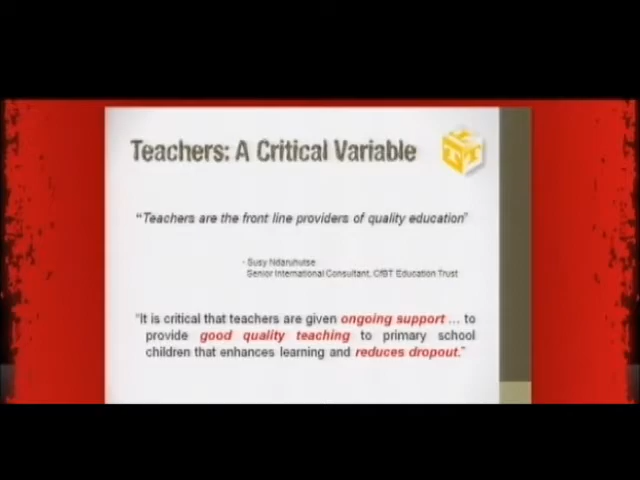 Teachers: A Critical Variable
"Teachers are the front line providers of quality education"
- Susy Ndaruhutse
Senior International Consultant, CfBT Education Trust
"It is critical that teachers are given ongoing support ... to
provide good quality teaching to primary school
children that enhances learning and reduces dropout."